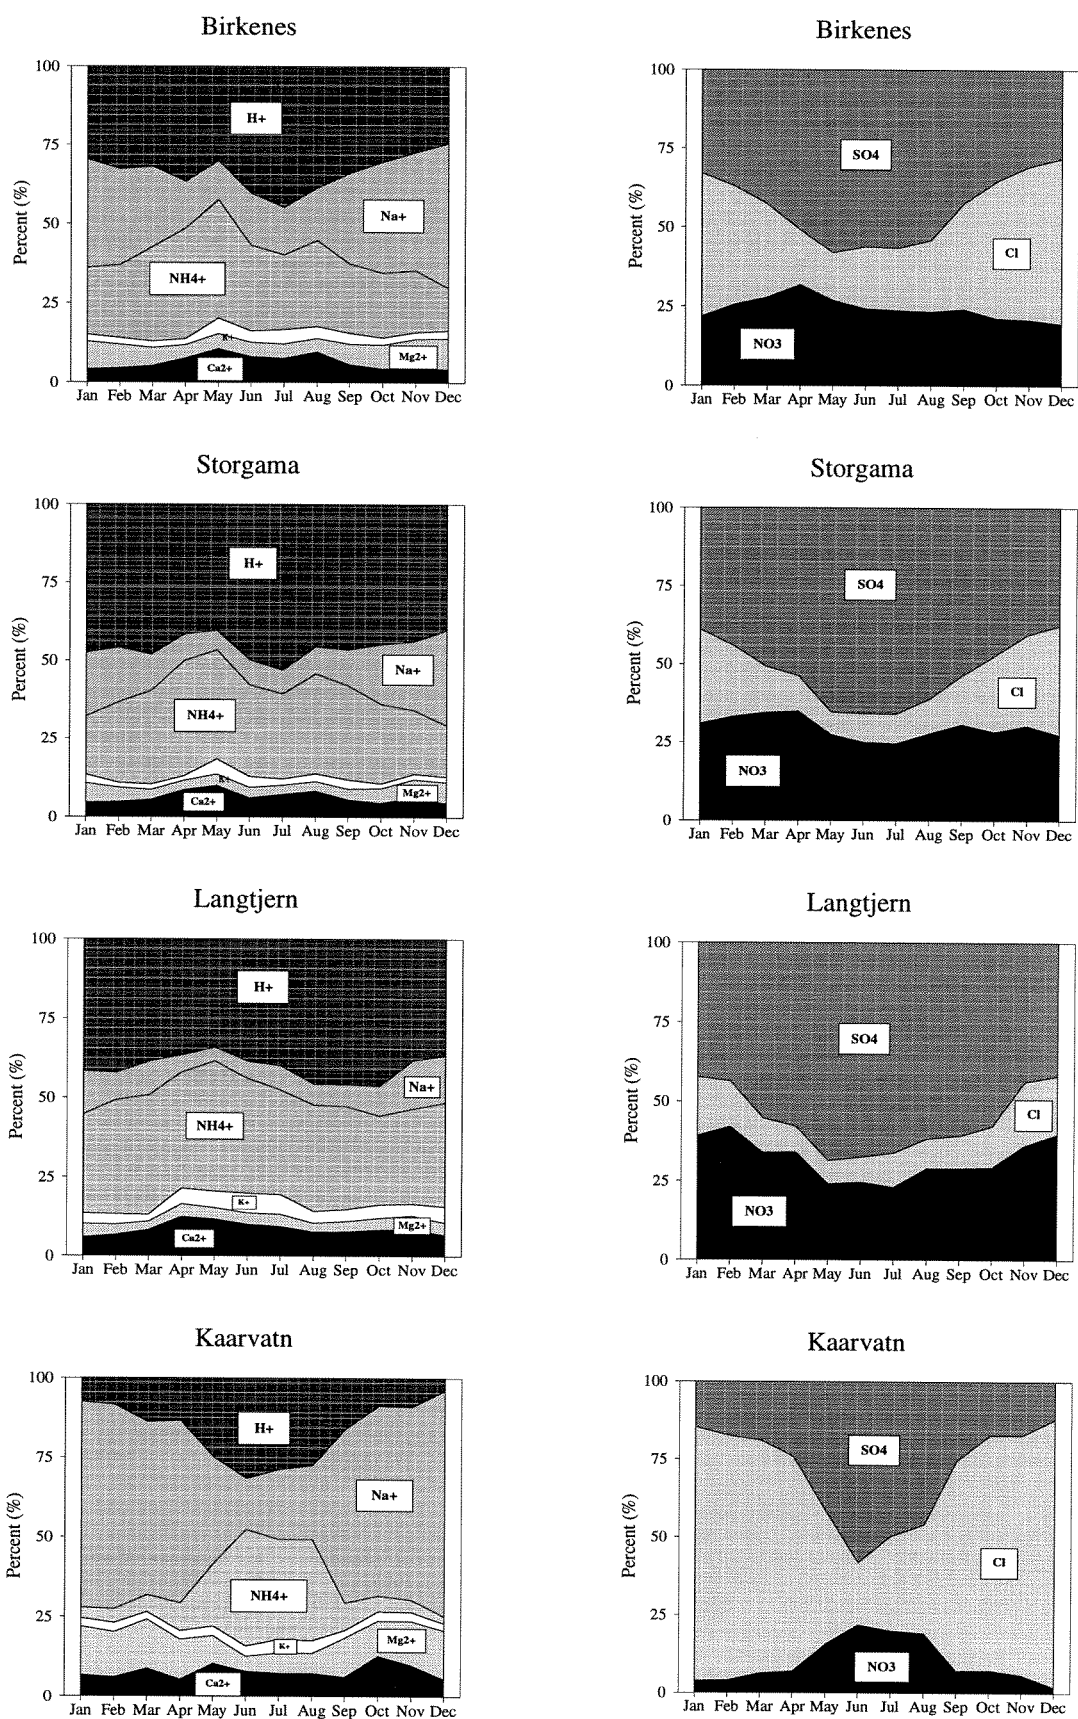 Birkenes
Birkenes
100
75
50
25
0
Percent (%)
H+
Na+
NH4+
K+
Mg2+
Ca2+
Jan Feb Mar Apr May Jun Jul Aug Sep Oct Nov Dec
100
75
50
25
0
Percent (%)
SO4
Cl
NO3
Jan Feb Mar Apr May Jun Jul Aug Sep Oct Nov Dec
Storgama
Storgama
100
75
50
25
0
Percent (%)
H+
Na+
NH4+
K+
Mg2+
Ca2+
Jan Feb Mar Apr May Jun Jul Aug Sep Oct Nov Dec
100
75
50
25
0
Percent (%)
SO4
Cl
NO3
Jan Feb Mar Apr May Jun Jul Aug Sep Oct Nov Dec
Langtjern
Langtjern
100
75
50
25
0
Percent (%)
H+
Na+
NH4+
K+
Mg2+
Ca2+
Jan Feb Mar Apr May Jun Jul Aug Sep Oct Nov Dec
100
75
50
25
0
Percent (%)
SO4
Cl
NO3
Jan Feb Mar Apr May Jun Jul Aug Sep Oct Nov Dec
Kaarvatn
Kaarvatn
100
75
50
25
0
Percent (%)
H+
Na+
NH4+
K+
Mg2+
Ca2+
Jan Feb Mar Apr May Jun Jul Aug Sep Oct Nov Dec
100
75
50
25
0
Percent (%)
SO4
Cl
NO3
Jan Feb Mar Apr May Jun Jul Aug Sep Oct Nov Dec